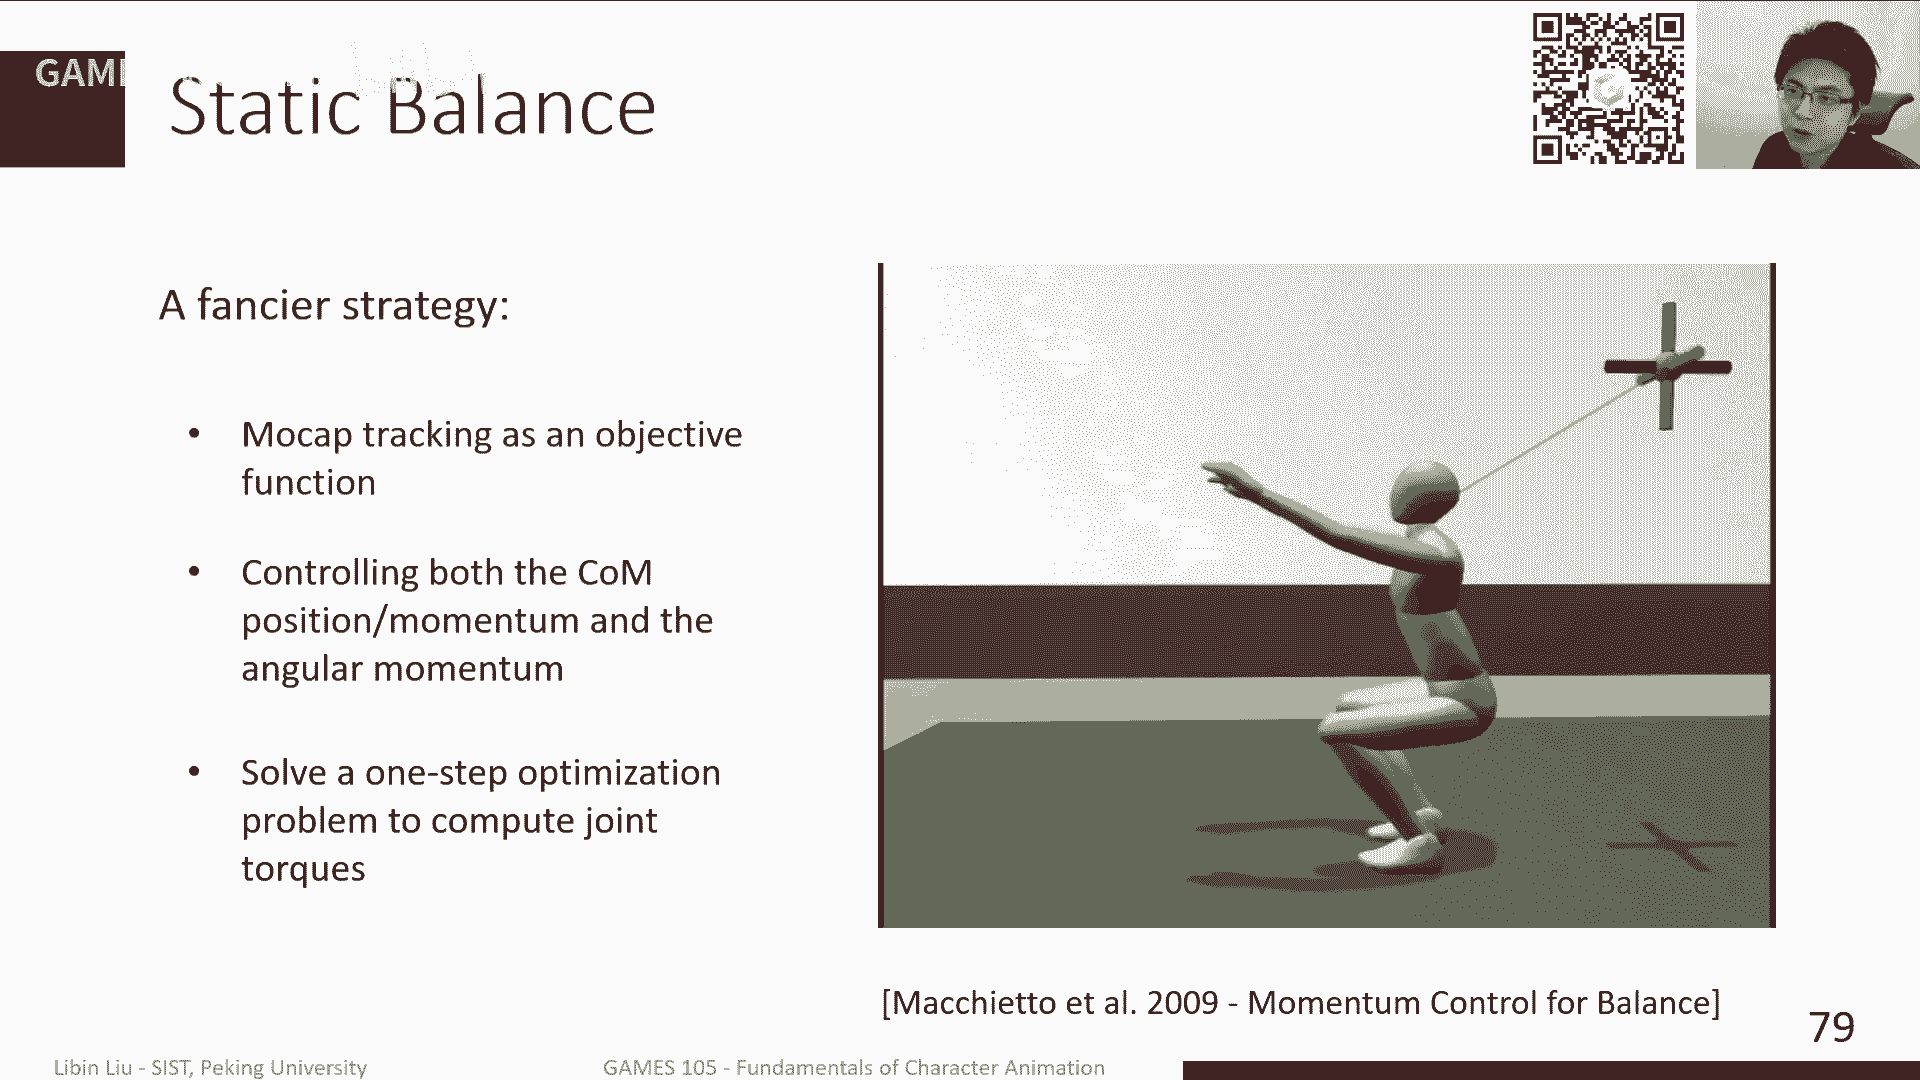 GAM
Static Balance
A fancier strategy:
• Mocap tracking as an objective
function
• Controlling both the CoM
position/momentum and the
angular momentum
• Solve a one-step optimization
problem to compute joint
torques
[Macchietto et al. 2009 - Momentum Control for Balance]
79
Libin Liu - SIST, Peking University
GAMES 105 - Fundamentals of Character Animation